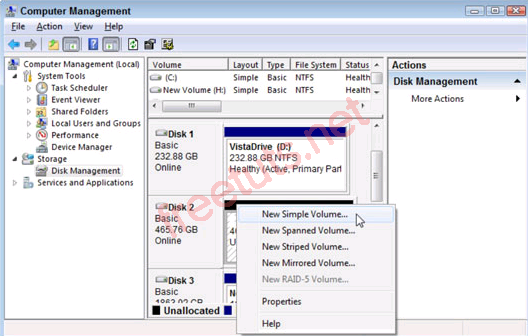 Computer Management
File Action View Help
Computer Management (Local)
System Tools
Task Scheduler
Event Viewer
Shared Folders
Local Users and Groups
Performance
Device Manager
Storage
Disk Management
Services and Applications
Volume Layout Type File System Status
(C:) Simple Basic NTFS Health
New Volume (H:) Simple Basic NTFS Health
Disk 1
Basic
232.88 GB
Online
VistaDrive (D:)
232.88 GB NTFS
Healthy (Active, Primary Part
Disk 2
Basic
465.76 GB
Online
Disk 3
Basic
Unallocated
New Simple Volume...
New Spanned Volume...
New Striped Volume...
New Mirrored Volume...
New RAID-5 Volume...
Properties
Help
Actions
Disk Management
More Actions
freetuts.net